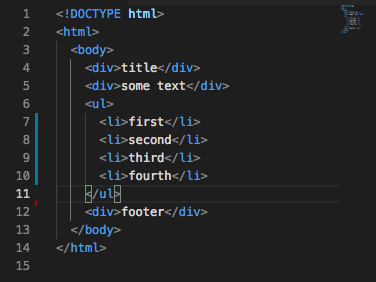 1 <!DOCTYPE html>
2 <html>
3   <body>
4     <div>title</div>
5     <div>some text</div>
6     <ul>
7       <li>first</li>
8       <li>second</li>
9       <li>third</li>
10       <li>fourth</li>
11     </ul>
12     <div>footer</div>
13   </body>
14 </html>
15